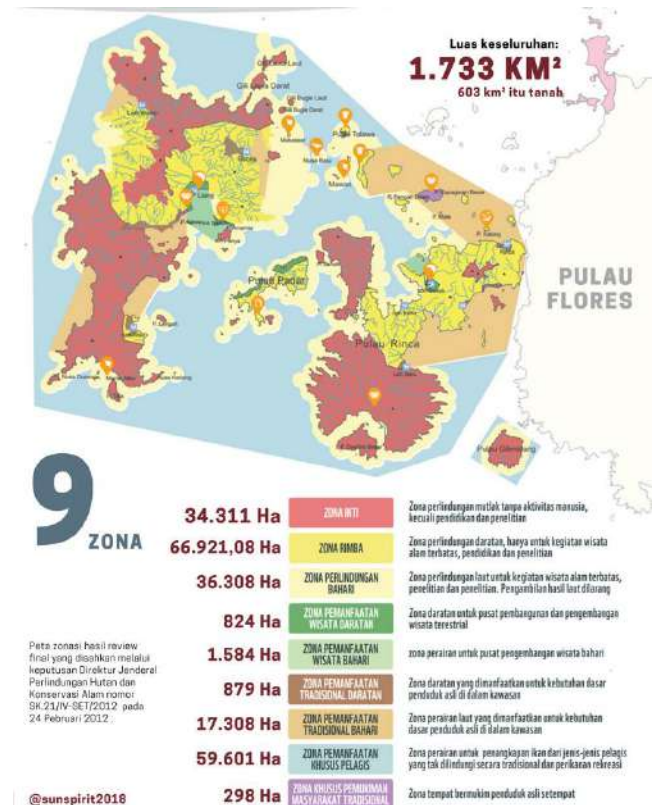 Luas keseluruhan:
1.733 KM²
603 km² itu tanah
Pulau Padar
Pulau Rinca
PULAU
FLORES
9
ZONA
Peta zonasi hasil review
final yang disahkan melalui
keputusan Direktur Jenderal
Perlindungan Hutan dan
Konservasi Alam nomor
SK.21/IV-SET/2012 pada
24 Pebruari 2012
@sunspirit2018
34.311 Ha
ZONA INTI
Zona perlindungan mutlak tanpa aktivitas manusia,
kecuali pendidikan dan penelitian
66.921,08 Ha
ZONA RIMBA
Zona perlindungan daratan, hanya untuk kegiatan wisata
alam terbatas, pendidikan dan penelitian
36.308 Ha
ZONA PERLINDUNGAN
BAHARI
Zona perlindungan laut untuk kegiatan wisata alam terbatas,
penelitian dan penelitian. Pengambilan hasil laut dilarang
824 Ha
ZONA PEMANFAATAN
WISATA DARATAN
Zona daratan untuk pusat pembangunan dan pengembangan
wisata terestrial
1.584 Ha
ZONA PEMANFAATAN
WISATA BAHARI
zona perairan untuk pusat pengembangan wisata bahari
879 Ha
ZONA PEMANFAATAN
TRADISIONAL DARATAN
Zona daratan yang dimanfaatkan untuk kebutuhan dasar
penduduk asli di dalam kawasan
17.308 Ha
ZONA PEMANFAATAN
TRADISIONAL BAHARI
Zona perairan laut yang dimanfaatkan untuk kebutuhan
dasar penduduk asli di dalam kawasan
59.601 Ha
ZONA PEMANFAATAN
KHUSUS PELAGIS
Zona perairan untuk penangkapan ikan dari jenis-jenis pelagis
yang tak dilindungi secara tradisional dan perikanan rekreasi
298 Ha
ZONA KHUSUS PEMUKIMAN
MASYARAKAT TRADISIONAL
Zona tempat bermukim penduduk asli setempat